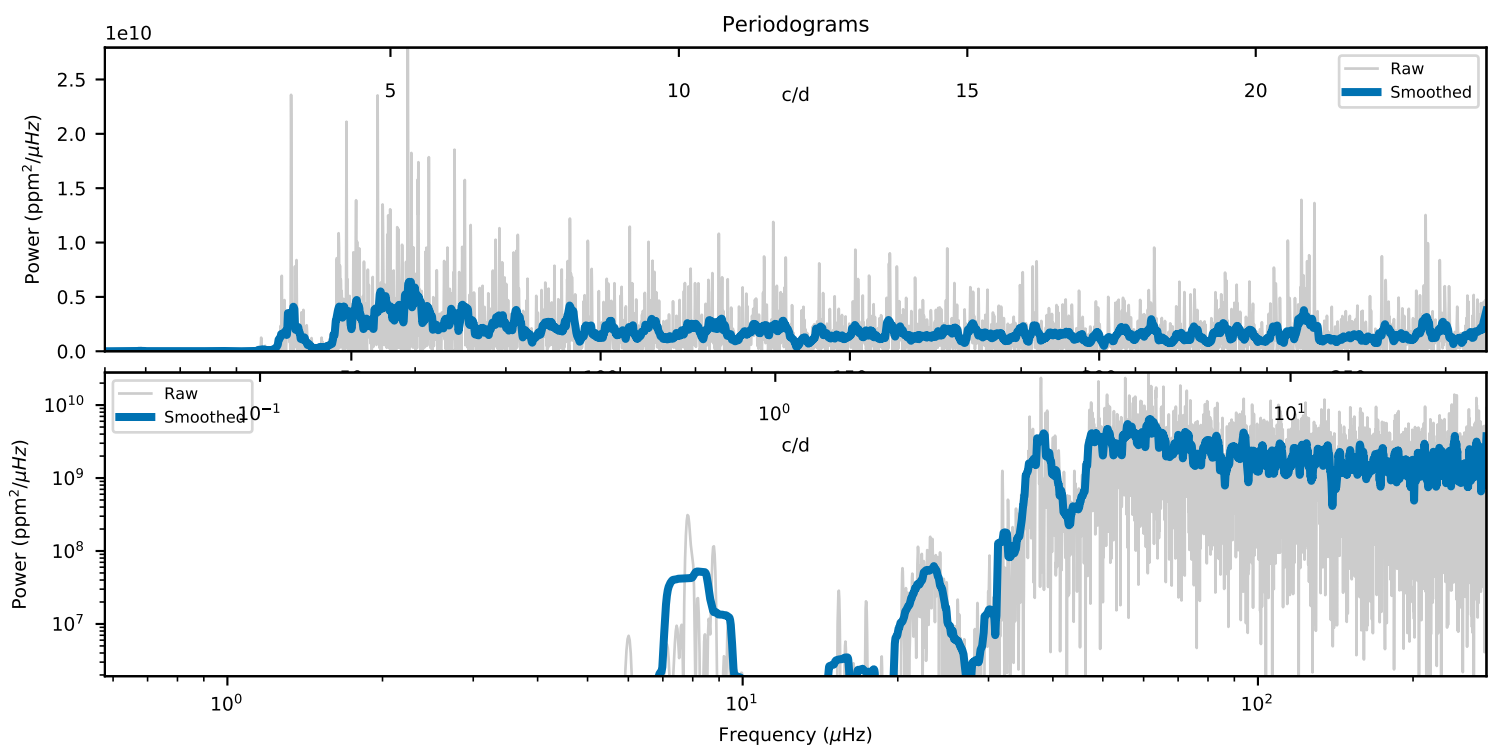 Periodograms
1e10
2.5
2.0
1.5
1.0
0.5
0.0
Power (ppm²/μHz)
5
10
15
20
c/d
Raw
Smoothed
Raw
Smoothed
10⁻¹
10⁰
10¹
c/d
10¹⁰
10⁹
10⁸
10⁷
Power (ppm²/μHz)
10⁰
10¹
10²
Frequency (μHz)